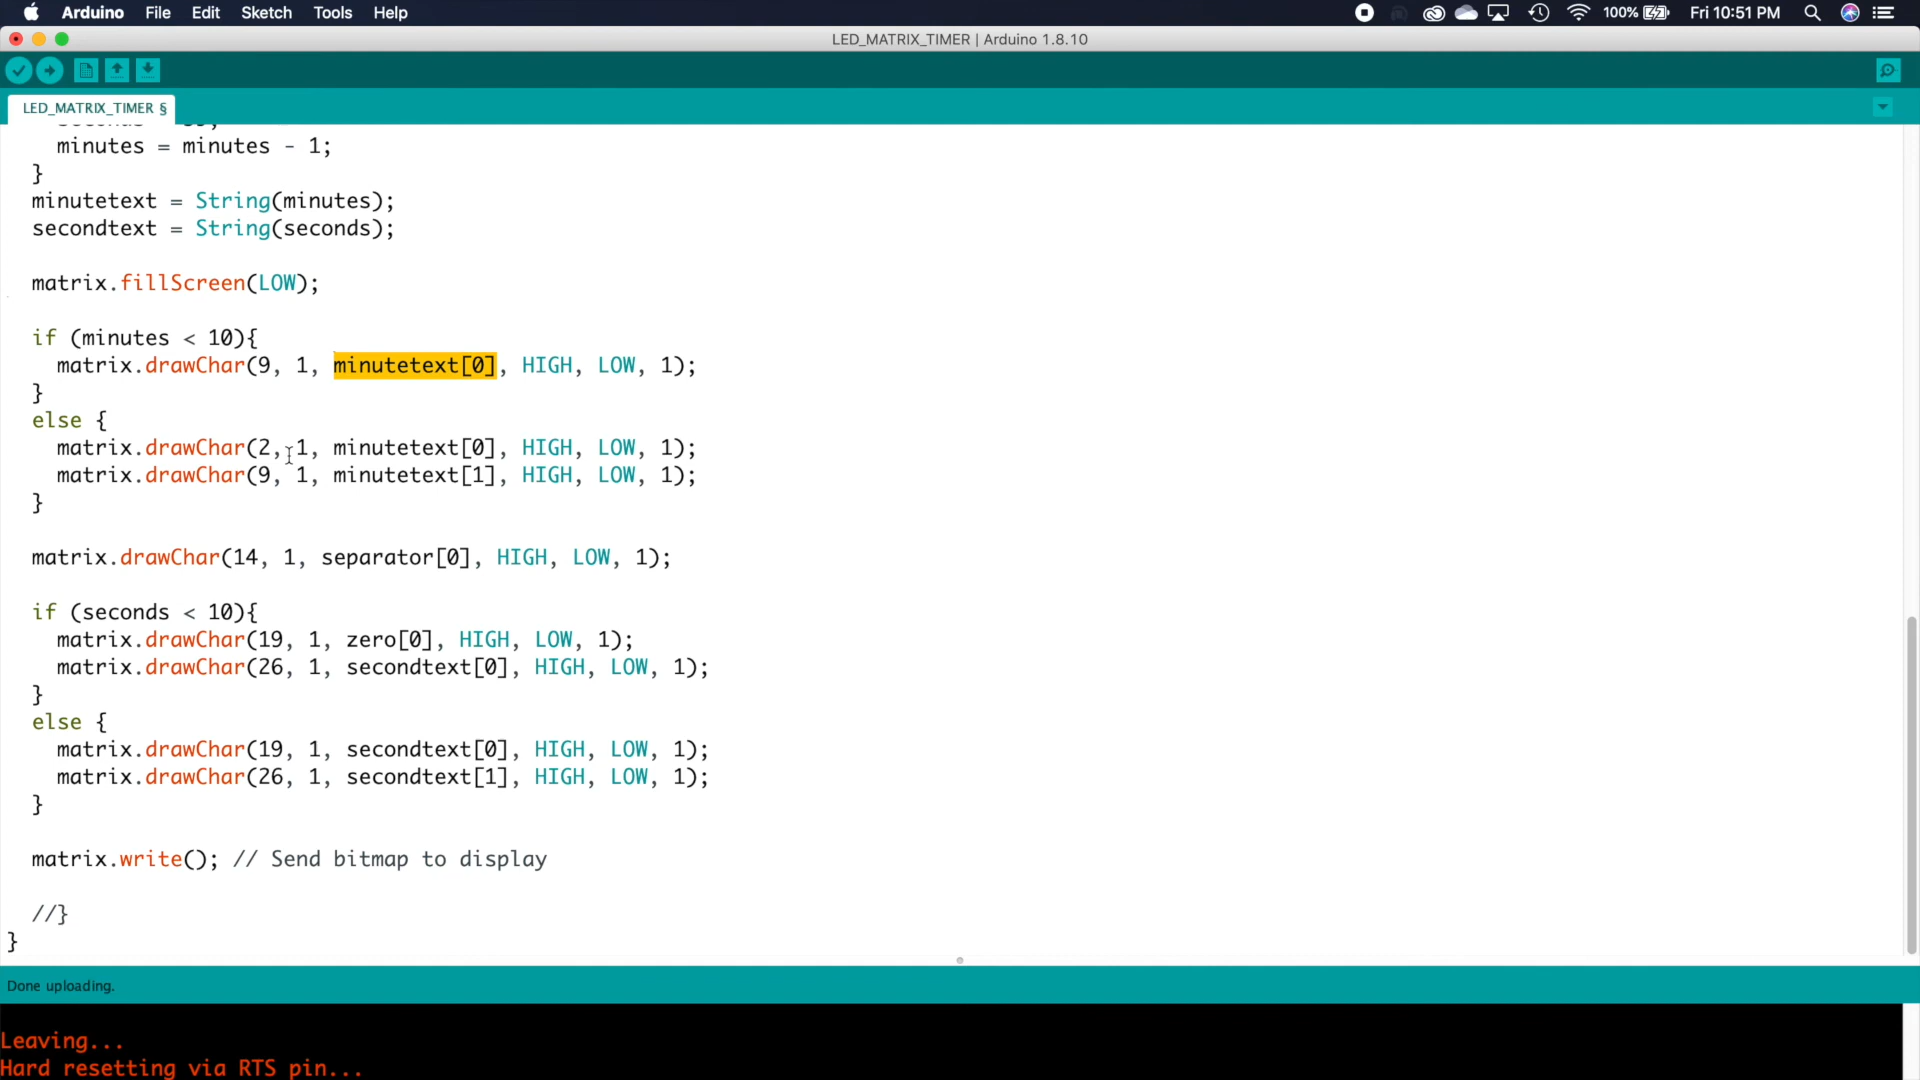 Arduino File Edit Sketch Tools Help 100% Fri 10:51 PM
LED_MATRIX_TIMER | Arduino 1.8.10
LED_MATRIX_TIMER §
minutes = minutes - 1;
}
minutetext = String(minutes);
secondtext = String(seconds);
matrix.fillScreen(LOW);
if (minutes < 10){
matrix.drawChar(9, 1, minutetext[0], HIGH, LOW, 1);
}
else {
matrix.drawChar(2, 1, minutetext[0], HIGH, LOW, 1);
matrix.drawChar(9, 1, minutetext[1], HIGH, LOW, 1);
}
matrix.drawChar(14, 1, separator[0], HIGH, LOW, 1);
if (seconds < 10){
matrix.drawChar(19, 1, zero[0], HIGH, LOW, 1);
matrix.drawChar(26, 1, secondtext[0], HIGH, LOW, 1);
}
else {
matrix.drawChar(19, 1, secondtext[0], HIGH, LOW, 1);
matrix.drawChar(26, 1, secondtext[1], HIGH, LOW, 1);
}
matrix.write(); // Send bitmap to display
//}
}
Done uploading.
Leaving...
Hard resetting via RTS pin...